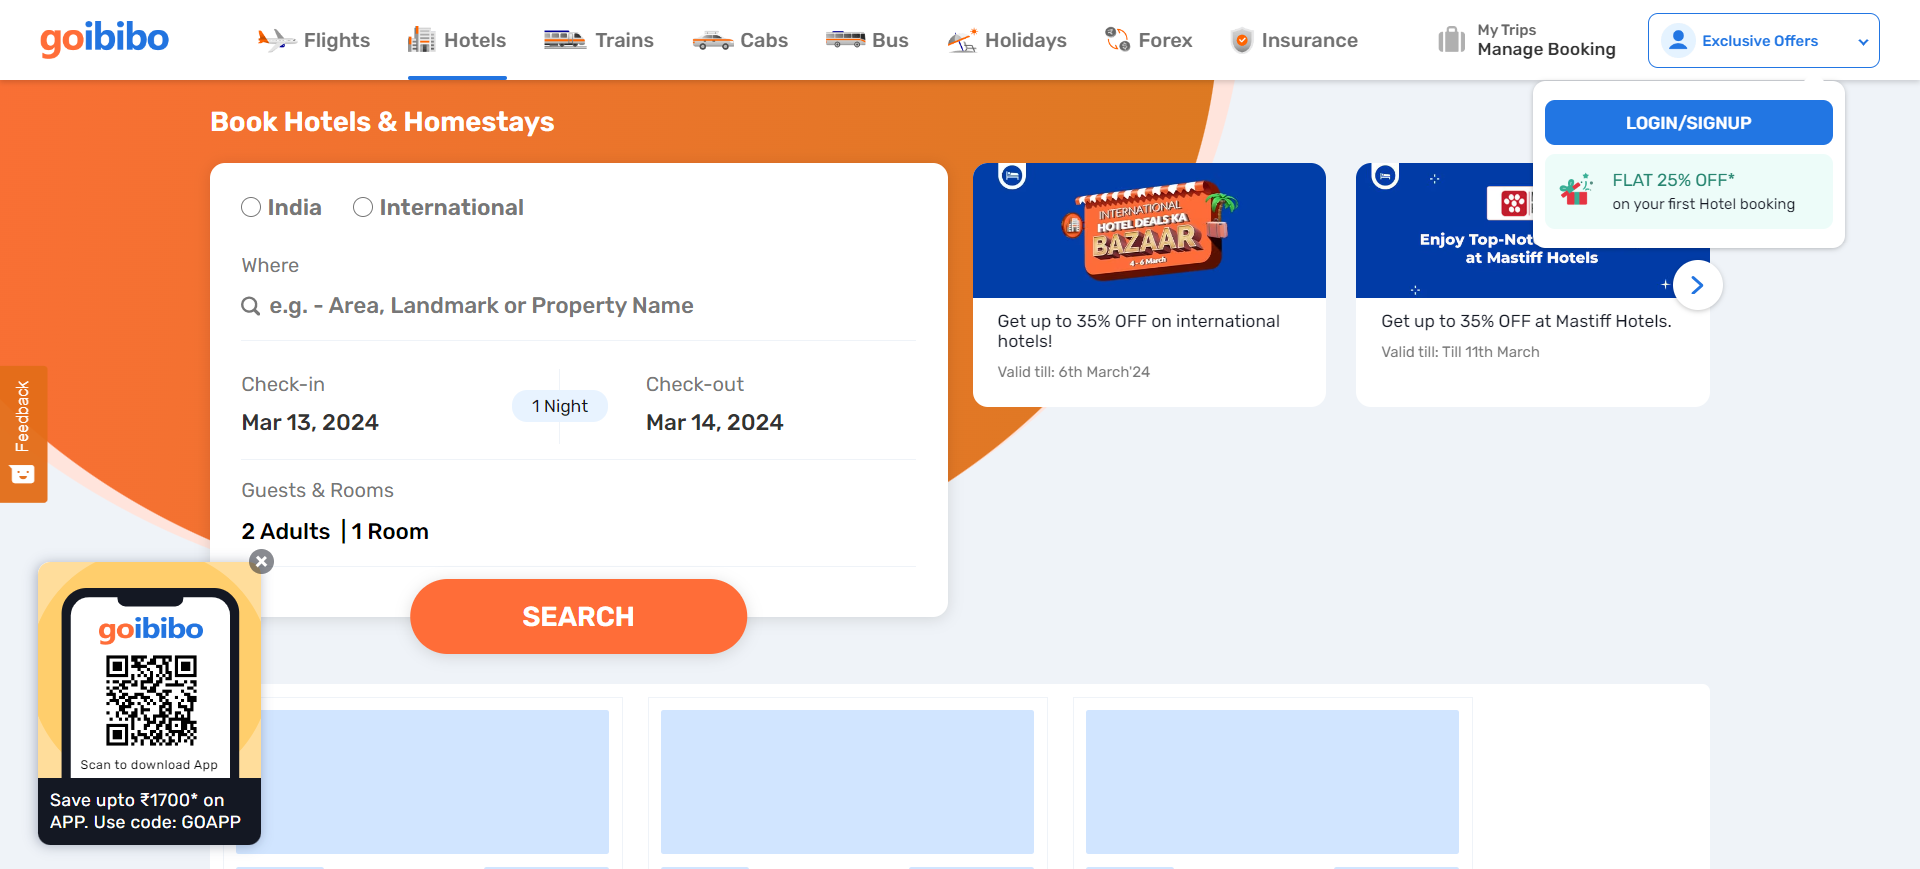 goibibo
Flights
Hotels
Trains
Cabs
Bus
Holidays
Forex
Insurance
My Trips
Manage Booking
Exclusive Offers
LOGIN/SIGNUP
FLAT 25% OFF*
on your first Hotel booking
Book Hotels & Homestays
India
International
Where
e.g. - Area, Landmark or Property Name
Check-in
Mar 13, 2024
1 Night
Check-out
Mar 14, 2024
Guests & Rooms
2 Adults | 1 Room
SEARCH
INTERNATIONAL
HOTEL DEALS KA
BAZAAR
4 - 6 March
Get up to 35% OFF on international
hotels!
Valid till: 6th March'24
Enjoy Top-Not
at Mastiff Hotels
Get up to 35% OFF at Mastiff Hotels.
Valid till: Till 11th March
Feedback
goibibo
Scan to download App
Save upto ₹1700* on
APP. Use code: GOAPP